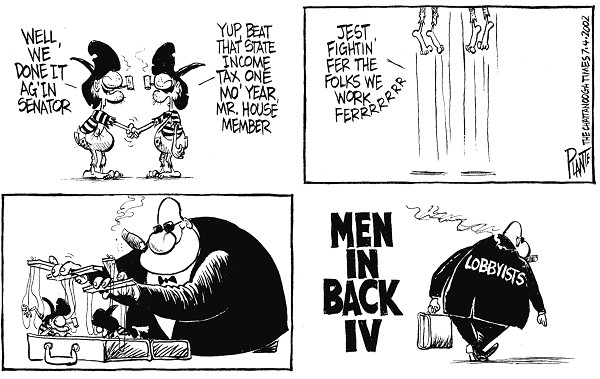 WELL,
WE
DONE IT
AG'IN
SENATOR
YUP, BEAT
THAT STATE
INCOME
TAX ONE
MO' YEAR,
MR. HOUSE
MEMBER
JEST
FIGHTIN'
FER THE
FOLKS WE
WORK
FERRRRRRR
THE CHATTANOOGA TIMES 7.4.2002
PLANTE
MEN
IN
BACK
IV
LOBBYISTS